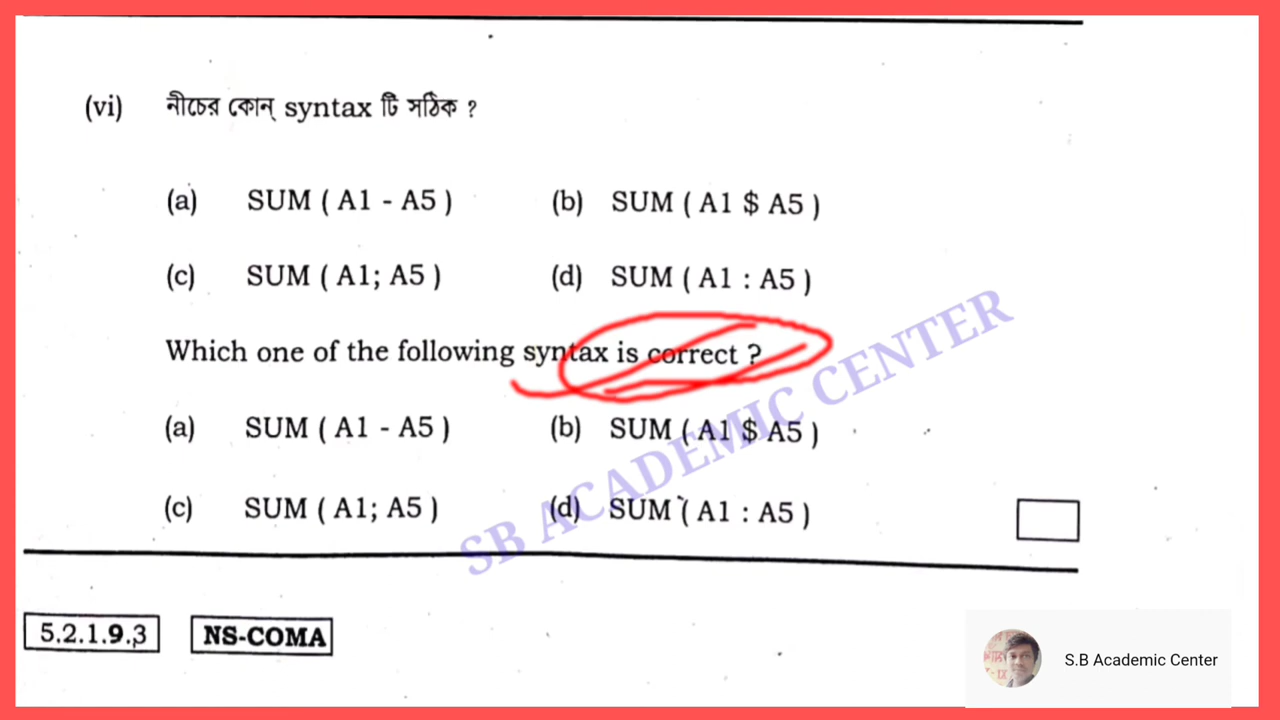 (vi) নীচের কোন্ syntax টি সঠিক ?
(a) SUM ( A1 - A5 ) (b) SUM ( A1 $ A5 )
(c) SUM ( A1; A5 ) (d) SUM ( A1 : A5 )
Which one of the following syntax is correct ?
(a) SUM ( A1 - A5 ) (b) SUM ( A1 $ A5 )
(c) SUM ( A1; A5 ) (d) SUM ( A1 : A5 )
SB ACADEMIC CENTER
5.2.1.9.3 NS-COMA
S.B Academic Center